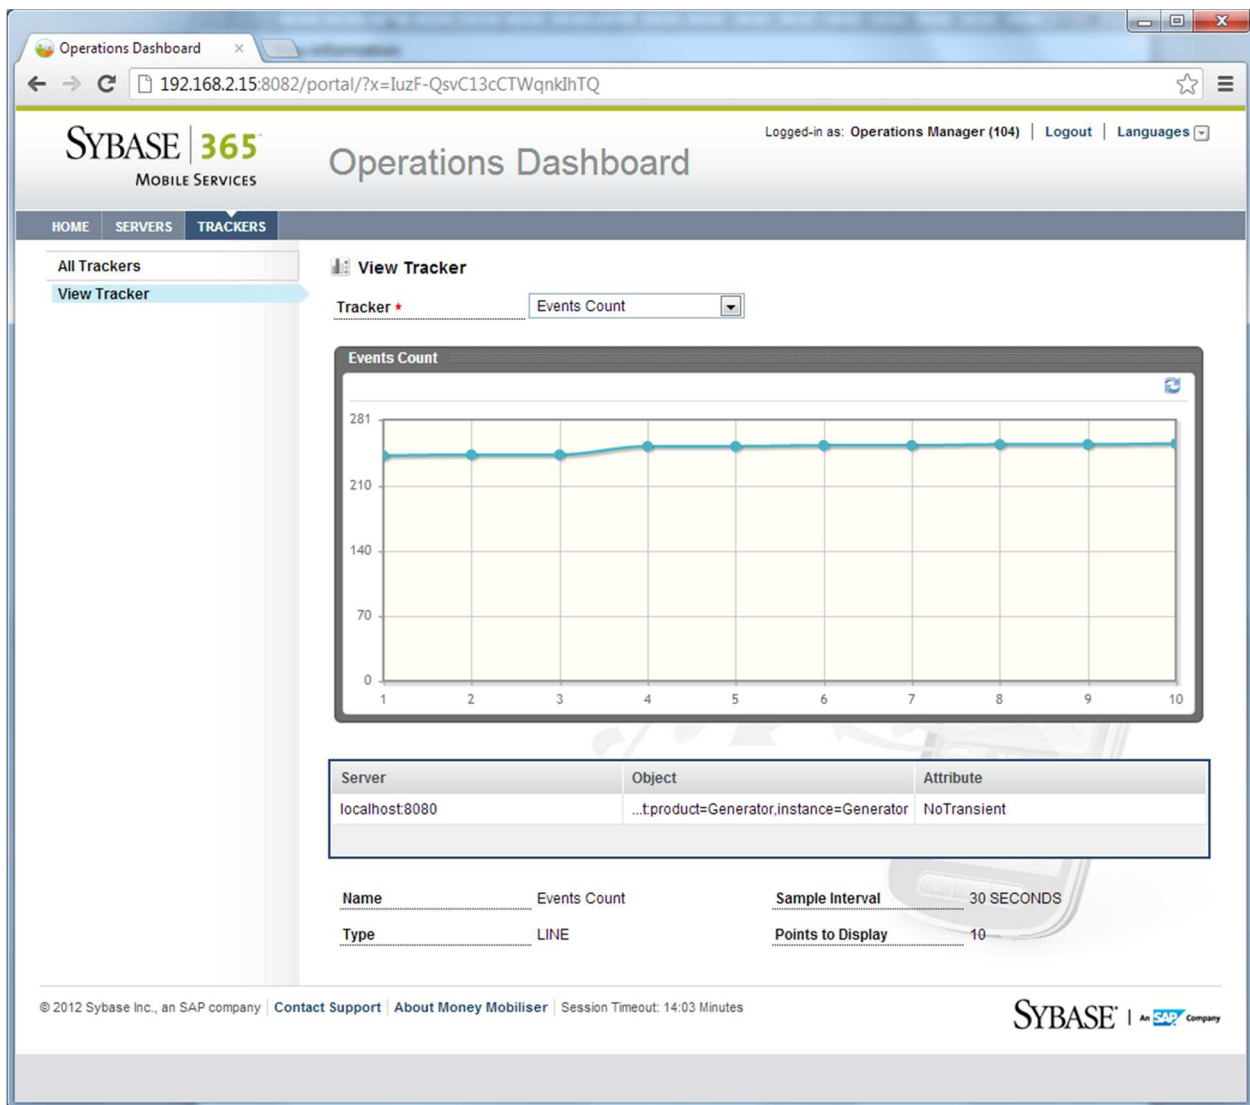 Operations Dashboard
192.168.2.15:8082/portal/?x=IuzF-QsvC13cCTWqnkIhTQ
SYBASE 365
MOBILE SERVICES
Operations Dashboard
Logged-in as: Operations Manager (104) | Logout | Languages
HOME SERVERS TRACKERS
All Trackers
View Tracker
View Tracker
Tracker * Events Count
Events Count
281
210
140
70
0
1 2 3 4 5 6 7 8 9 10
Server Object Attribute
localhost:8080 ...t:product=Generator,instance=Generator NoTransient
Name Events Count Sample Interval 30 SECONDS
Type LINE Points to Display 10
© 2012 Sybase Inc., an SAP company | Contact Support | About Money Mobiliser | Session Timeout: 14:03 Minutes
SYBASE | An SAP Company